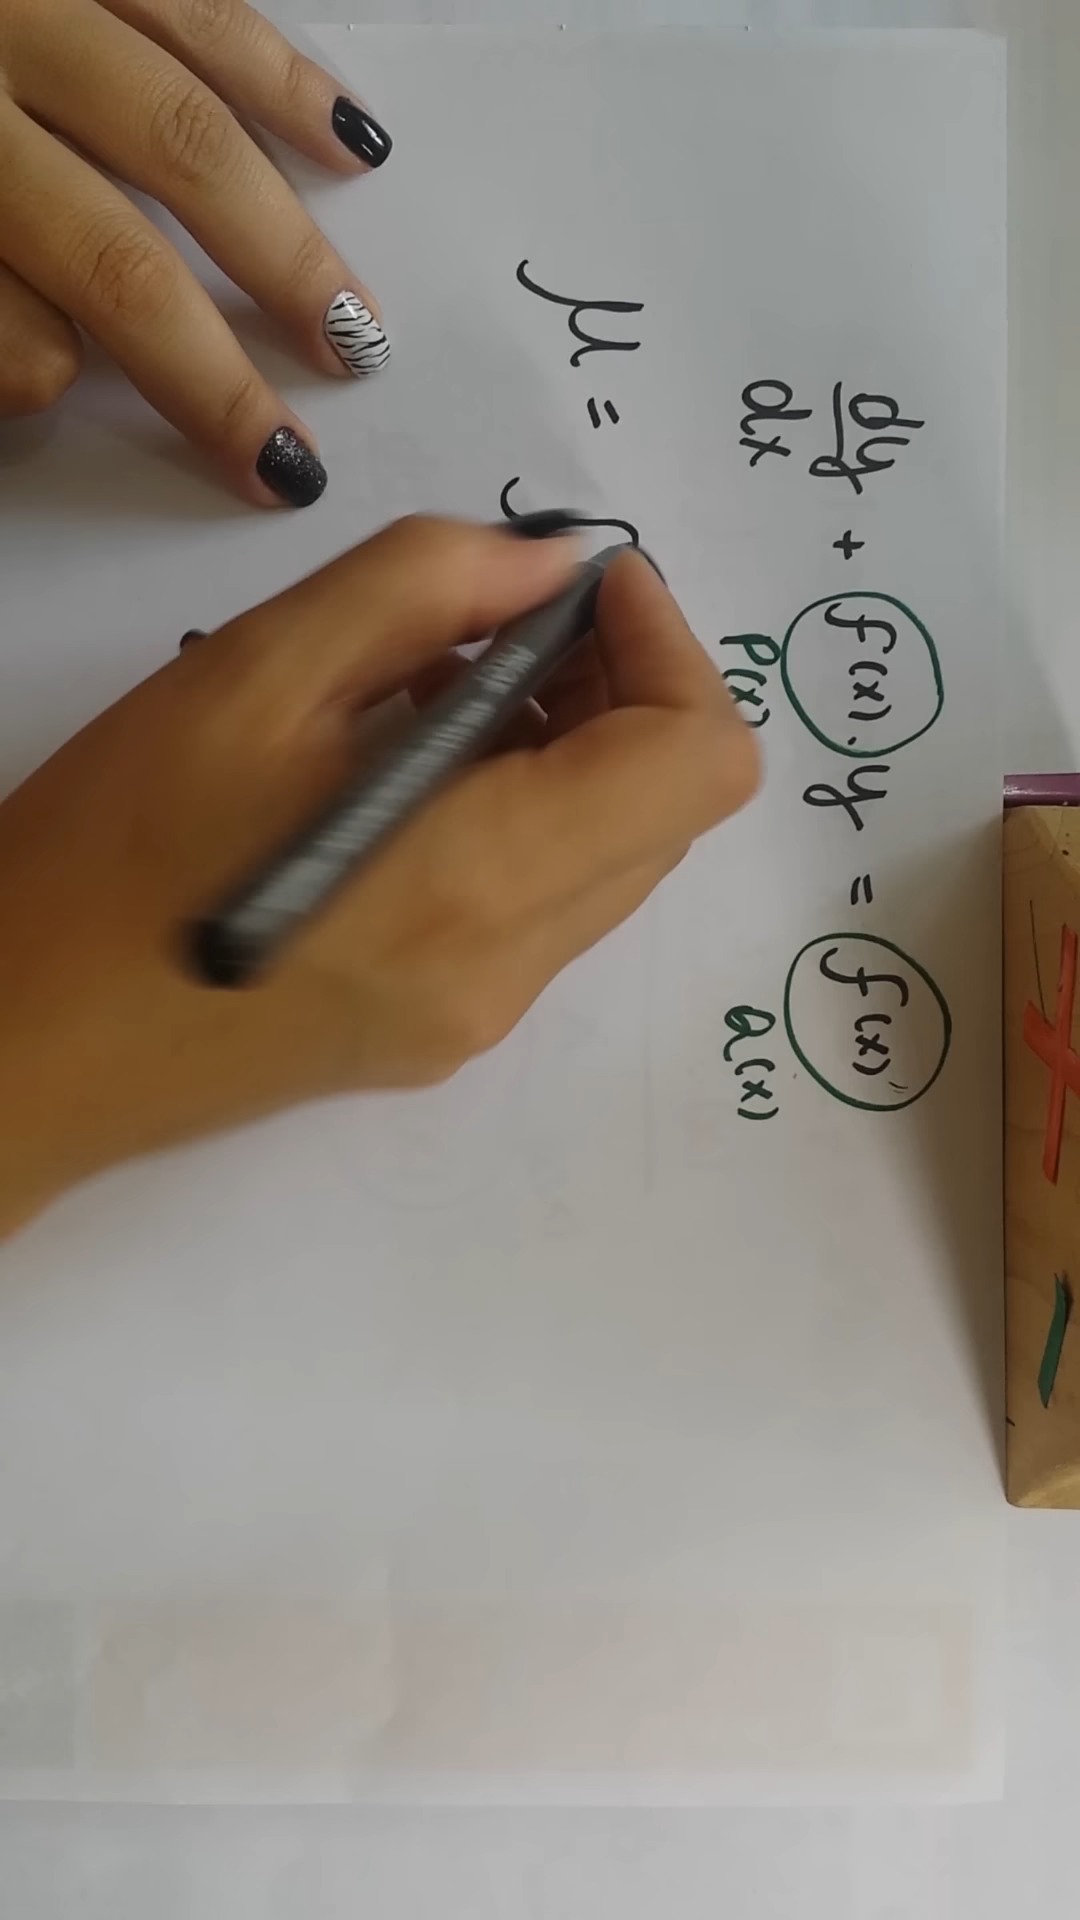 dy/dx + f(x).y = f(x)
P(x) Q(x)
μ = ∫